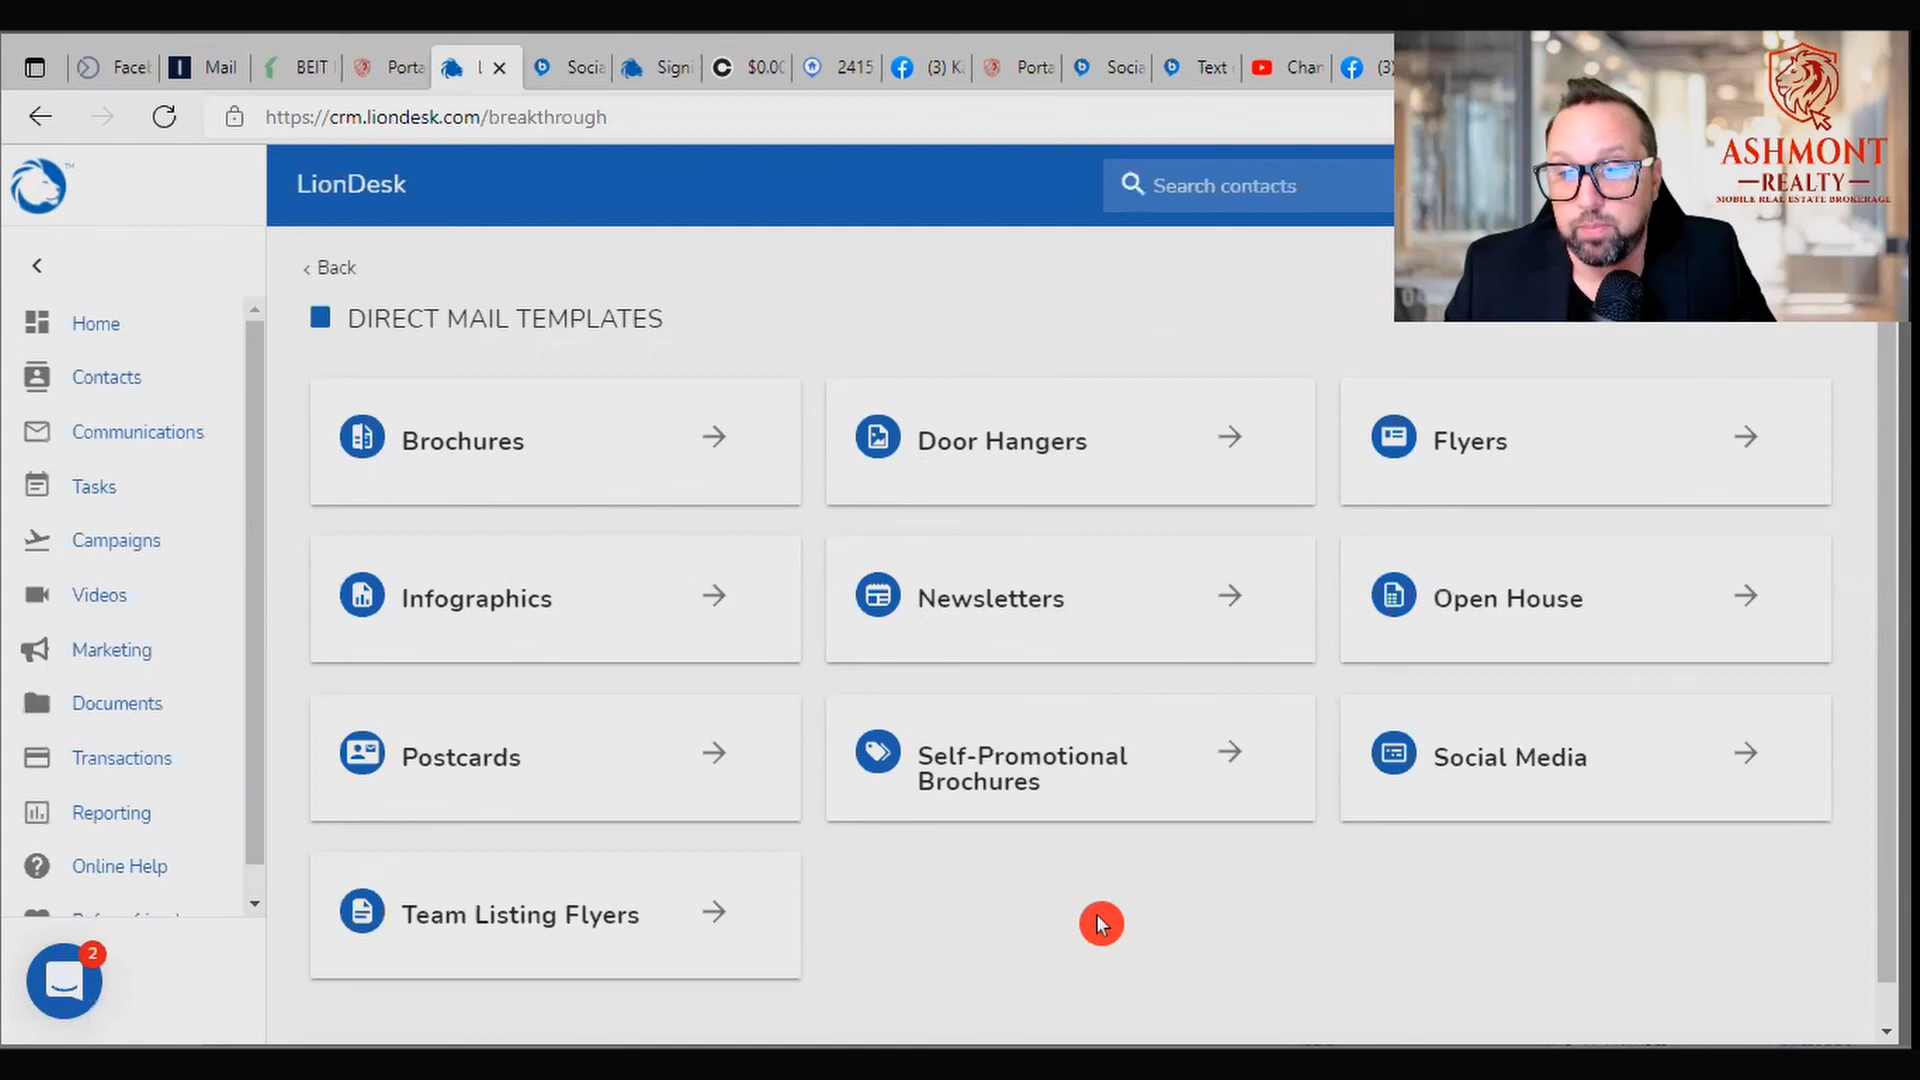 Faceb
Mail
BEIT
Porta
L
Socia
Signi
$0.00
2415
(3) Ka
Porta
Socia
Text
Chan
(3)
https://crm.liondesk.com/breakthrough
ASHMONT
REALTY
MOBILE REAL ESTATE BROKERAGE
TM
LionDesk
Search contacts
Back
DIRECT MAIL TEMPLATES
Home
Contacts
Communications
Tasks
Campaigns
Videos
Marketing
Documents
Transactions
Reporting
Online Help
2
Brochures
Door Hangers
Flyers
Infographics
Newsletters
Open House
Postcards
Self-Promotional
Brochures
Social Media
Team Listing Flyers